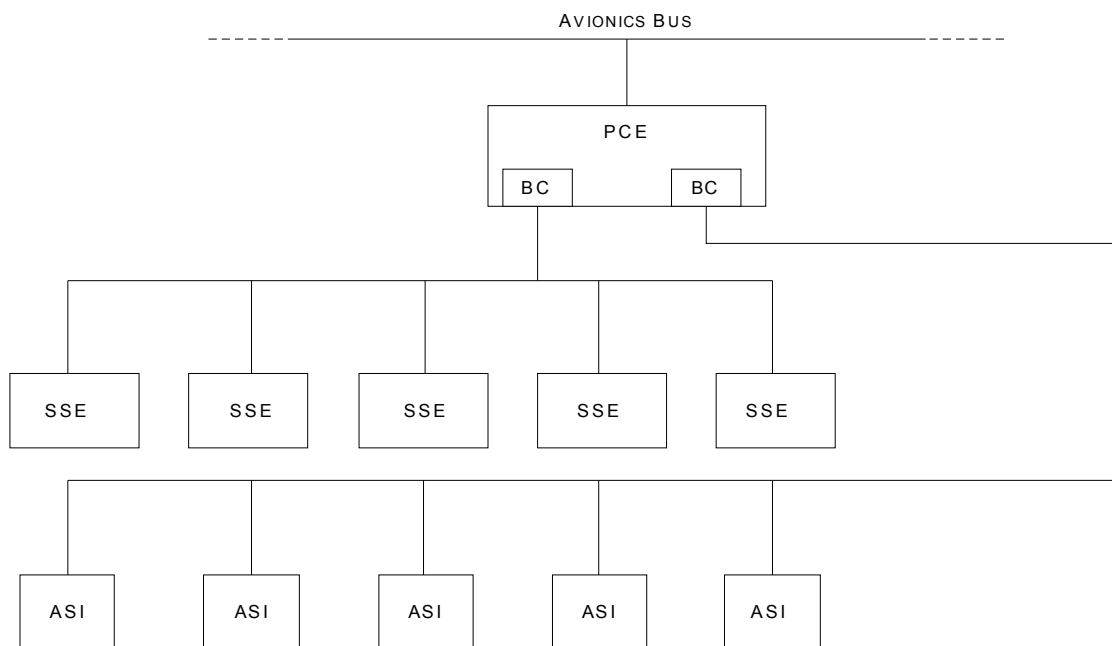 AVIONICS BUS
PCE
BC BC
SSE SSE SSE SSE SSE
ASI ASI ASI ASI ASI